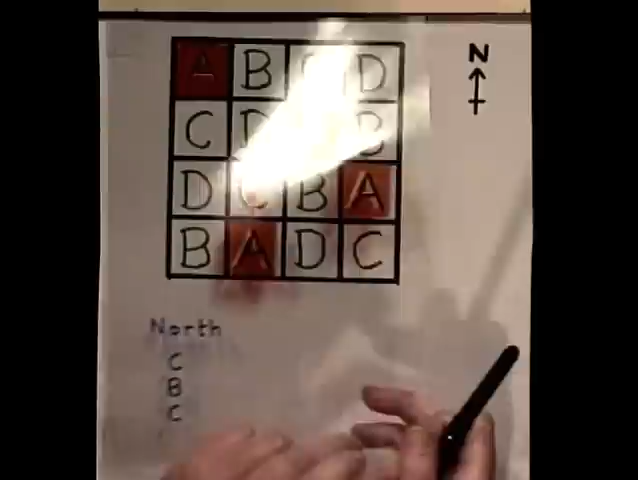 N
A B D
C D B
D C B A
B A D C
North
C
B
C